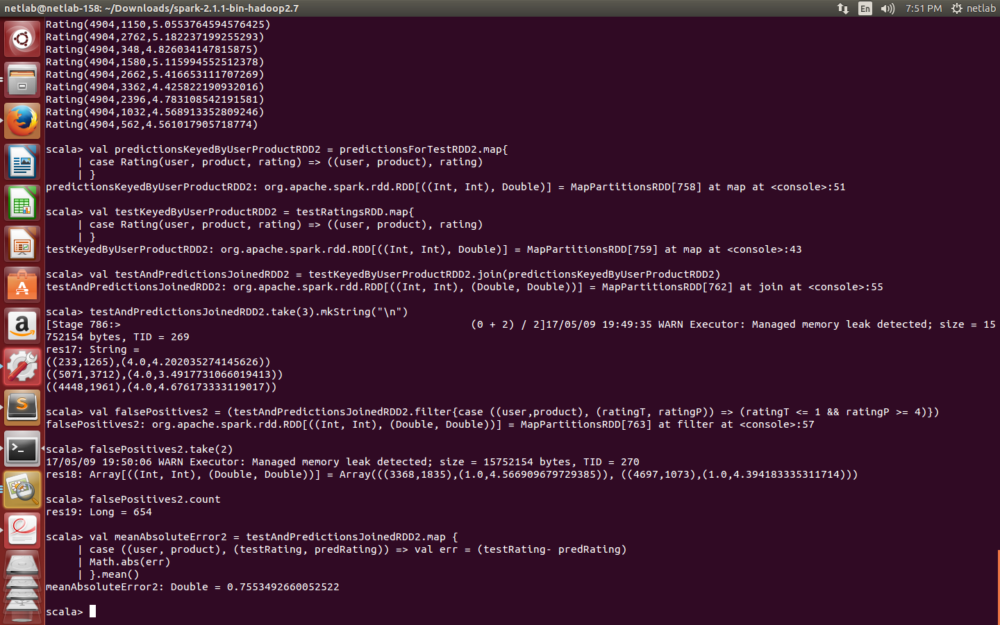 netlab@netlab-158: ~/Downloads/spark-2.1.1-bin-hadoop2.7
En 7:51 PM netlab
Rating(4904,1150,5.0553764594576425)
Rating(4904,2762,5.182237199255293)
Rating(4904,348,4.826034147815875)
Rating(4904,1580,5.115994552512378)
Rating(4904,2662,5.416653111707269)
Rating(4904,3362,4.425822190932016)
Rating(4904,2396,4.783108542191581)
Rating(4904,1032,4.568913352809246)
Rating(4904,562,4.561017905718774)
scala> val predictionsKeyedByUserProductRDD2 = predictionsForTestRDD2.map{
| case Rating(user, product, rating) => ((user, product), rating)
| }
predictionsKeyedByUserProductRDD2: org.apache.spark.rdd.RDD[((Int, Int), Double)] = MapPartitionsRDD[758] at map at <console>:51
scala> val testKeyedByUserProductRDD2 = testRatingsRDD.map{
| case Rating(user, product, rating) => ((user, product), rating)
| }
testKeyedByUserProductRDD2: org.apache.spark.rdd.RDD[((Int, Int), Double)] = MapPartitionsRDD[759] at map at <console>:43
scala> val testAndPredictionsJoinedRDD2 = testKeyedByUserProductRDD2.join(predictionsKeyedByUserProductRDD2)
testAndPredictionsJoinedRDD2: org.apache.spark.rdd.RDD[((Int, Int), (Double, Double))] = MapPartitionsRDD[762] at join at <console>:55
scala> testAndPredictionsJoinedRDD2.take(3).mkString("\n")
[Stage 786:> (0 + 2) / 2]17/05/09 19:49:35 WARN Executor: Managed memory leak detected; size = 15
752154 bytes, TID = 269
res17: String =
((233,1265),(4.0,4.202035274145626))
((5071,3712),(4.0,3.4917731066019413))
((4448,1961),(4.0,4.676173333119017))
scala> val falsePositives2 = (testAndPredictionsJoinedRDD2.filter{case ((user,product), (ratingT, ratingP)) => (ratingT <= 1 && ratingP >= 4)})
falsePositives2: org.apache.spark.rdd.RDD[((Int, Int), (Double, Double))] = MapPartitionsRDD[763] at filter at <console>:57
scala> falsePositives2.take(2)
17/05/09 19:50:06 WARN Executor: Managed memory leak detected; size = 15752154 bytes, TID = 270
res18: Array[((Int, Int), (Double, Double))] = Array(((3368,1835),(1.0,4.566909679729385)), ((4697,1073),(1.0,4.394183335311714)))
scala> falsePositives2.count
res19: Long = 654
scala> val meanAbsoluteError2 = testAndPredictionsJoinedRDD2.map {
| case ((user, product), (testRating, predRating)) => val err = (testRating- predRating)
| Math.abs(err)
| }.mean()
meanAbsoluteError2: Double = 0.7553492660052522
scala>